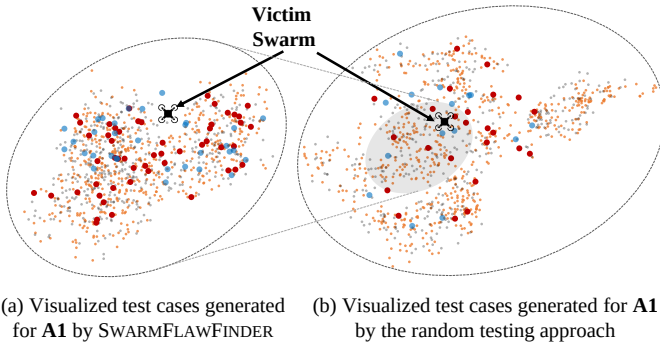 Victim
Swarm
(a) Visualized test cases generated
for A1 by SWARMFLAWFINDER
(b) Visualized test cases generated for A1
by the random testing approach